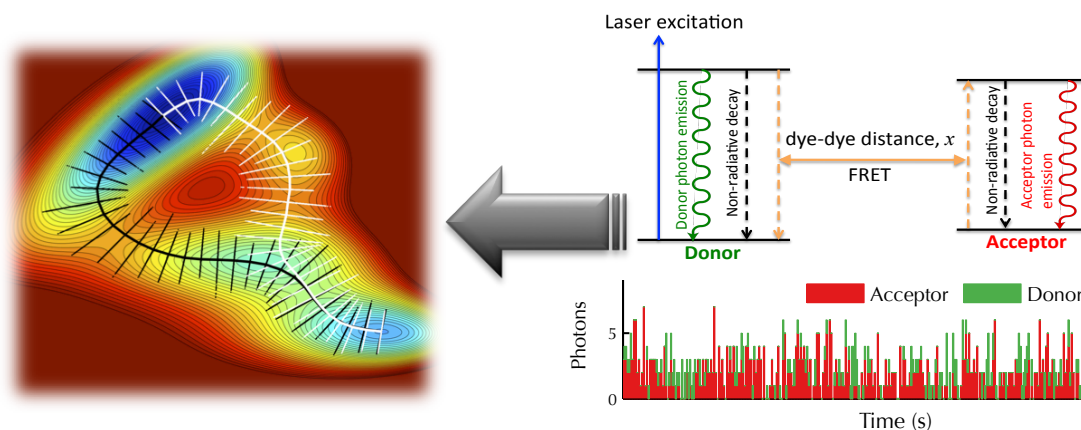 Laser excitation
Donor photon emission
Non-radiative decay
dye-dye distance, x
FRET
Non-radiative decay
Acceptor photon
emission
Donor
Acceptor
Acceptor
Donor
Photons
5
0
Time (s)